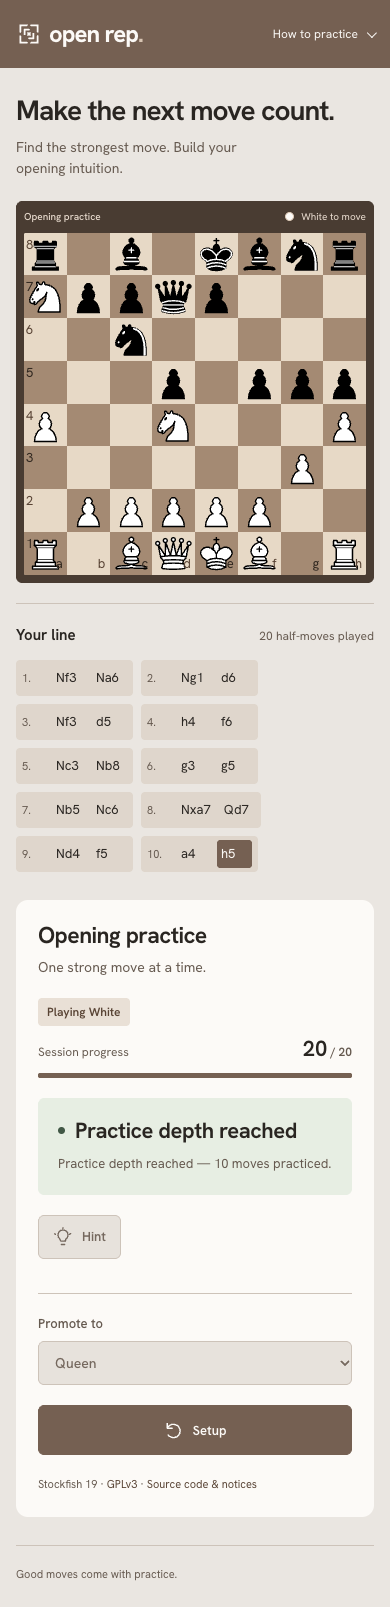 open rep.
How to practice
Make the next move count.
Find the strongest move. Build your
opening intuition.
Opening practice
White to move
8
7
6
5
4
3
2
1
a b c d e f g h
Your line
20 half-moves played
1. Nf3 Na6 2. Ng1 d6
3. Nf3 d5 4. h4 f6
5. Nc3 Nb8 6. g3 g5
7. Nb5 Nc6 8. Nxa7 Qd7
9. Nd4 f5 10. a4 h5
Opening practice
One strong move at a time.
Playing White
Session progress
20 / 20
Practice depth reached
Practice depth reached — 10 moves practiced.
Hint
Promote to
Queen
Setup
Stockfish 19 · GPLv3 · Source code & notices
Good moves come with practice.